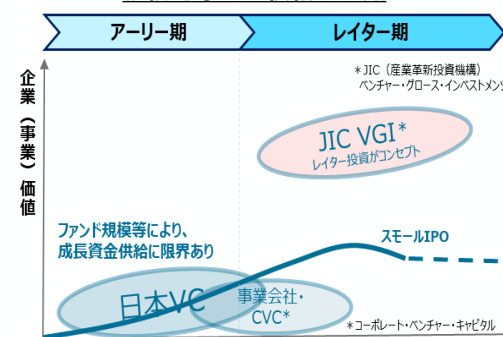 アーリー期
レイター期
*JIC(産業革新投資機構)
ベンチャー・グロース・インベストメンツ
企業(事業)価値
JIC VGI*
レイター投資がコンセプト
ファンド規模等により、
成長資金供給に限界あり
スモールIPO
日本VC
事業会社・
CVC*
*コーポレート・ベンチャー・キャピタル